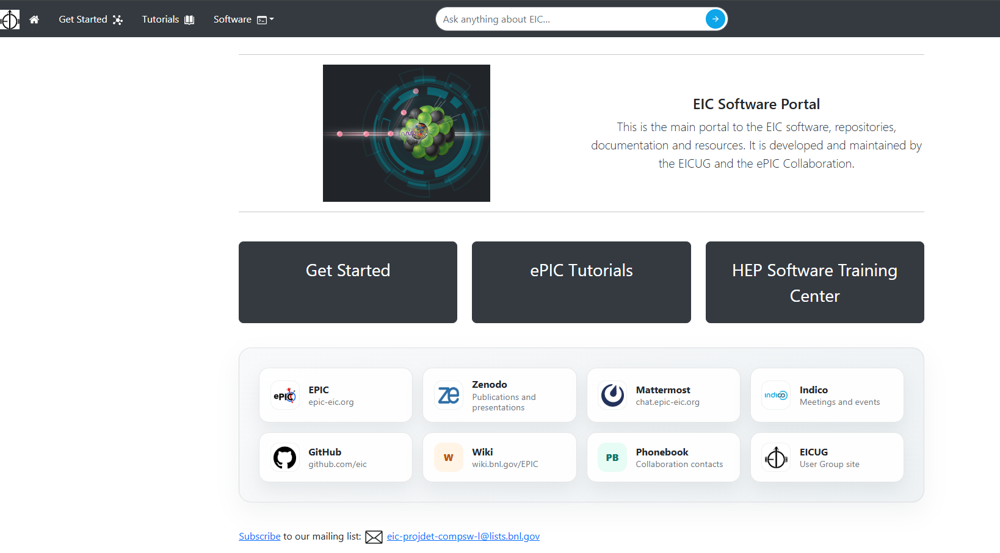 Get Started
Tutorials
Software
Ask anything about EIC...
EIC Software Portal
This is the main portal to the EIC software, repositories,
documentation and resources. It is developed and maintained by
the EICUG and the ePIC Collaboration.
Get Started
ePIC Tutorials
HEP Software Training
Center
ePIC
EPIC
epic-eic.org
ze
Zenodo
Publications and
presentations
Mattermost
chat.epic-eic.org
indico
Indico
Meetings and events
GitHub
github.com/eic
W
Wiki
wiki.bnl.gov/EPIC
PB
Phonebook
Collaboration contacts
EICUG
User Group site
Subscribe to our mailing list: eic-projdet-compsw-l@lists.bnl.gov